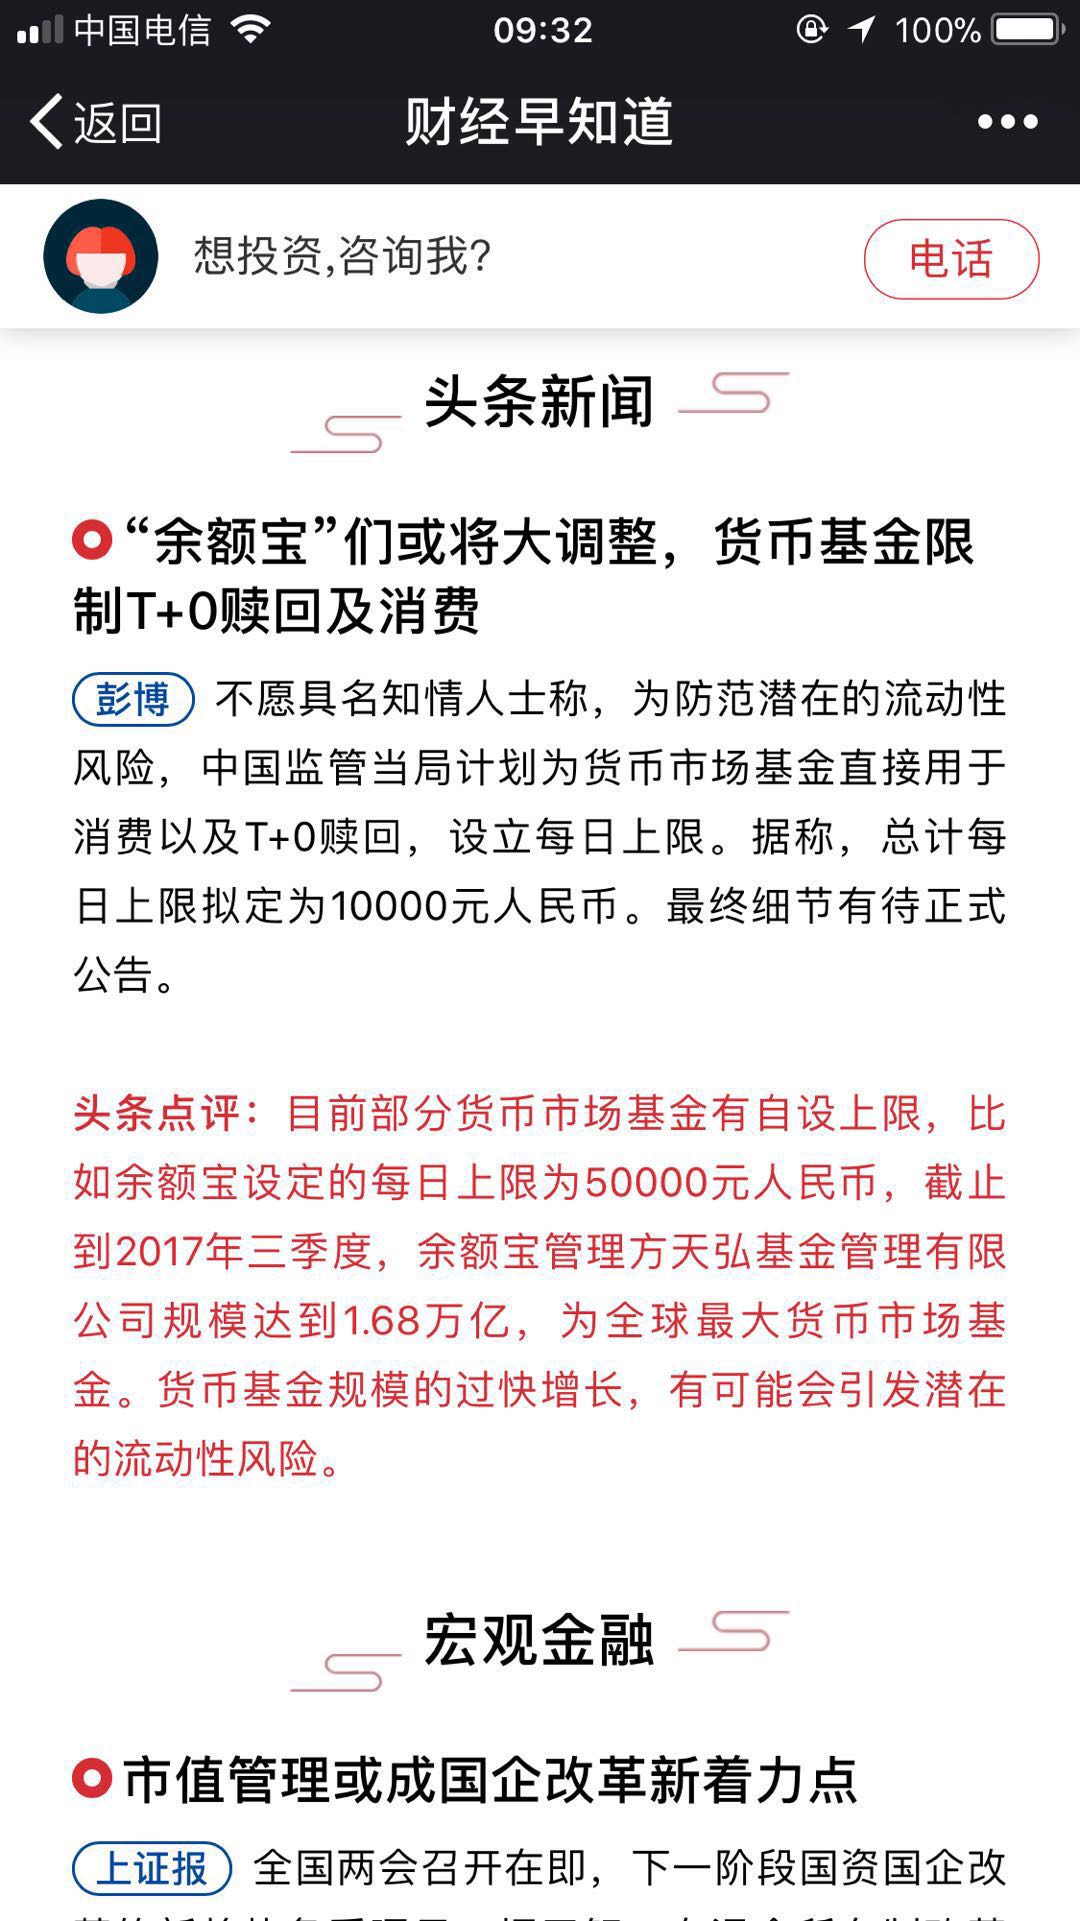 中国电信 09:32 100%
返回 财经早知道
想投资,咨询我? 电话
头条新闻
“余额宝”们或将大调整，货币基金限
制T+0赎回及消费
彭博 不愿具名知情人士称，为防范潜在的流动性
风险，中国监管当局计划为货币市场基金直接用于
消费以及T+0赎回，设立每日上限。据称，总计每
日上限拟定为10000元人民币。最终细节有待正式
公告。
头条点评：目前部分货币市场基金有自设上限，比
如余额宝设定的每日上限为50000元人民币，截止
到2017年三季度，余额宝管理方天弘基金管理有限
公司规模达到1.68万亿，为全球最大货币市场基
金。货币基金规模的过快增长，有可能会引发潜在
的流动性风险。
宏观金融
市值管理或成国企改革新着力点
上证报 全国两会召开在即，下一阶段国资国企改